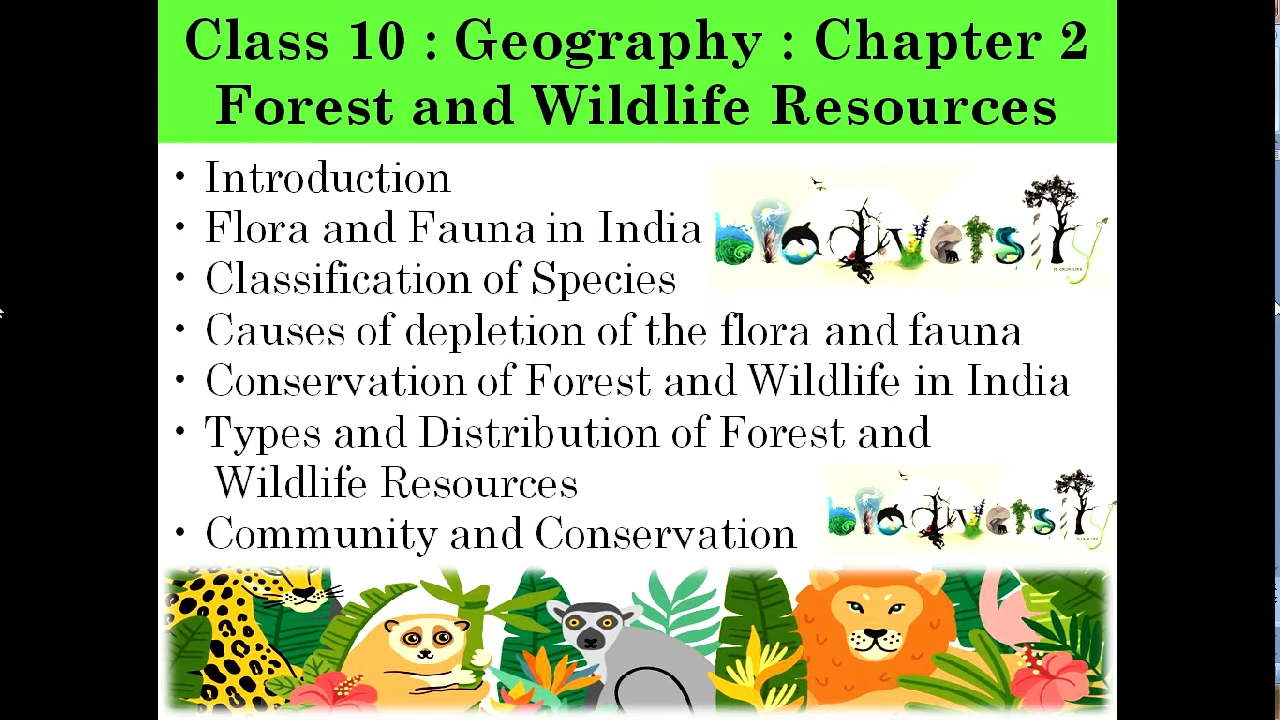 Class 10 : Geography : Chapter 2
Forest and Wildlife Resources
• Introduction
• Flora and Fauna in India
biodiversity
• Classification of Species
• Causes of depletion of the flora and fauna
• Conservation of Forest and Wildlife in India
• Types and Distribution of Forest and
Wildlife Resources
biodiversity
• Community and Conservation